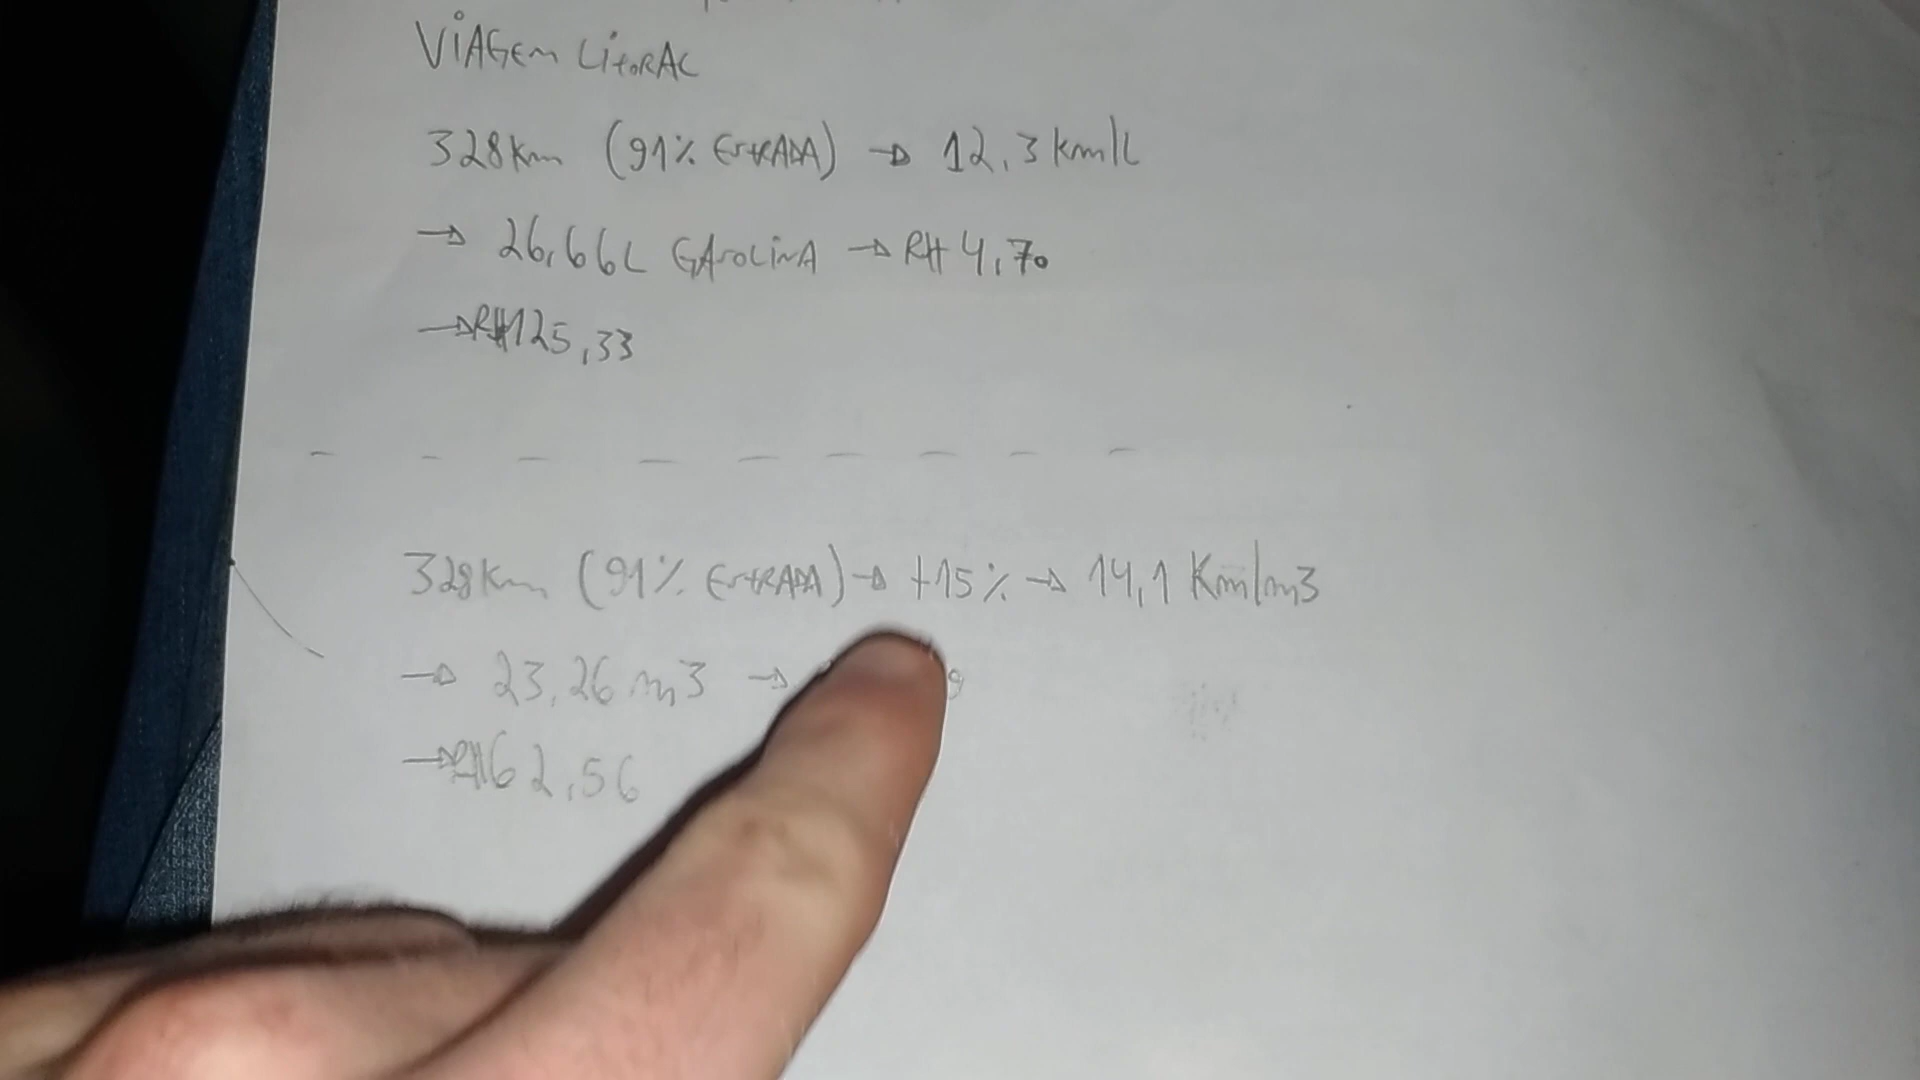 VIAGEM LITORAL
328km (91% ESTRADA) → 12,3 km/L
→ 26,66L GASOLINA → R$ 4,70
→ R$ 125,33
328km (91% ESTRADA) → +15% → 14,1 Km/m3
→ 23,26 m3 → 9
→ R$ 62,56